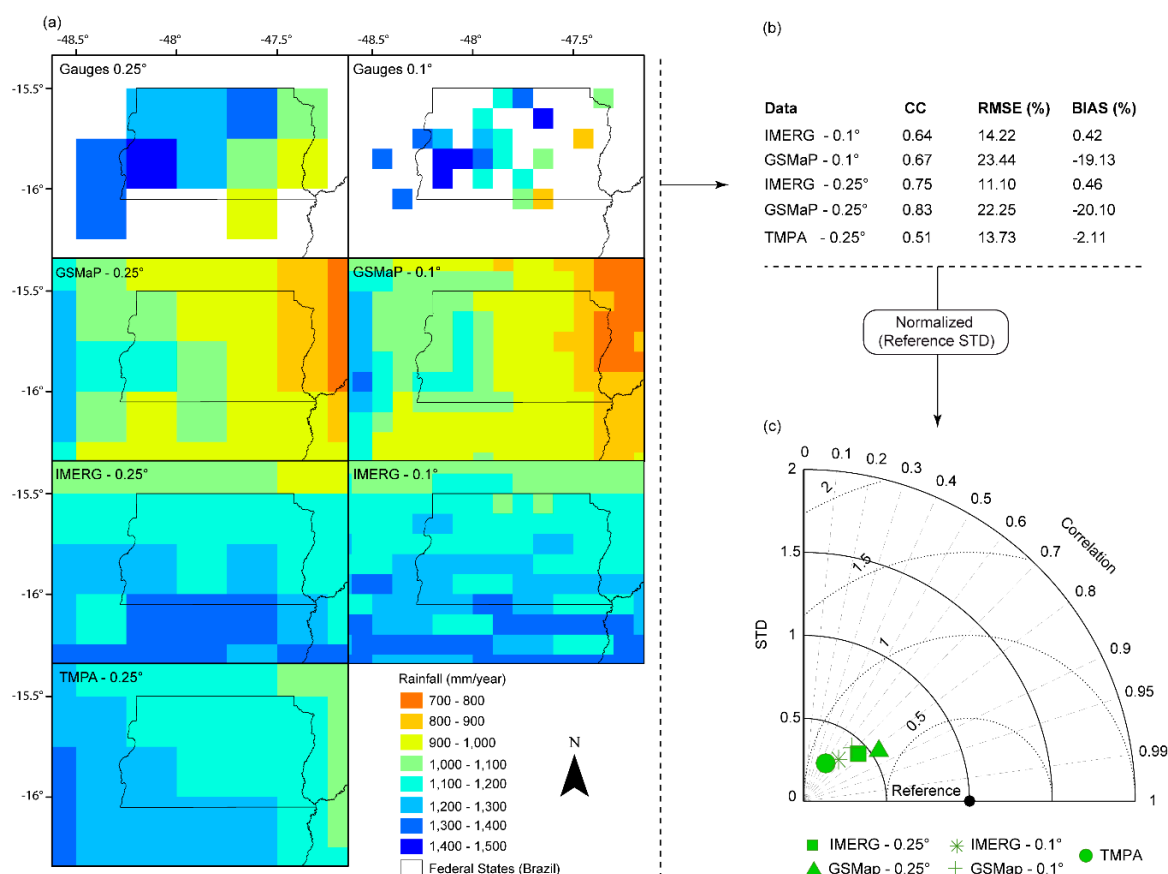 (a)
-48.5° -48° -47.5° -48.5° -48° -47.5°
-15.5°
-16°
Gauges 0.25°
Gauges 0.1°
-15.5°
-16°
GSMaP - 0.25°
GSMaP - 0.1°
-15.5°
-16°
IMERG - 0.25°
IMERG - 0.1°
-15.5°
-16°
TMPA - 0.25°
Rainfall (mm/year)
700 - 800
800 - 900
900 - 1,000
1,000 - 1,100
1,100 - 1,200
1,200 - 1,300
1,300 - 1,400
1,400 - 1,500
Federal States (Brazil)
N
(b)
Data CC RMSE (%) BIAS (%)
IMERG - 0.1° 0.64 14.22 0.42
GSMaP - 0.1° 0.67 23.44 -19.13
IMERG - 0.25° 0.75 11.10 0.46
GSMaP - 0.25° 0.83 22.25 -20.10
TMPA - 0.25° 0.51 13.73 -2.11
Normalized
(Reference STD)
(c)
0 0.1 0.2 0.3 0.4 0.5 0.6 0.7 0.8 0.9 0.95 0.99 1
Correlation
STD
2
1.5
1
0.5
0
2
1.5
1
0.5
Reference
IMERG - 0.25° IMERG - 0.1° TMPA
GSMap - 0.25° GSMap - 0.1°